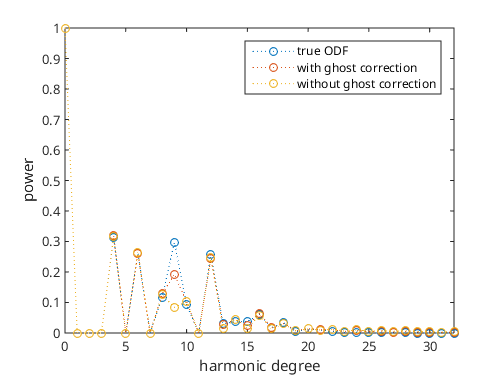 1
0.9
0.8
0.7
0.6
0.5
0.4
0.3
0.2
0.1
0
0 5 10 15 20 25 30
power
harmonic degree
true ODF
with ghost correction
without ghost correction